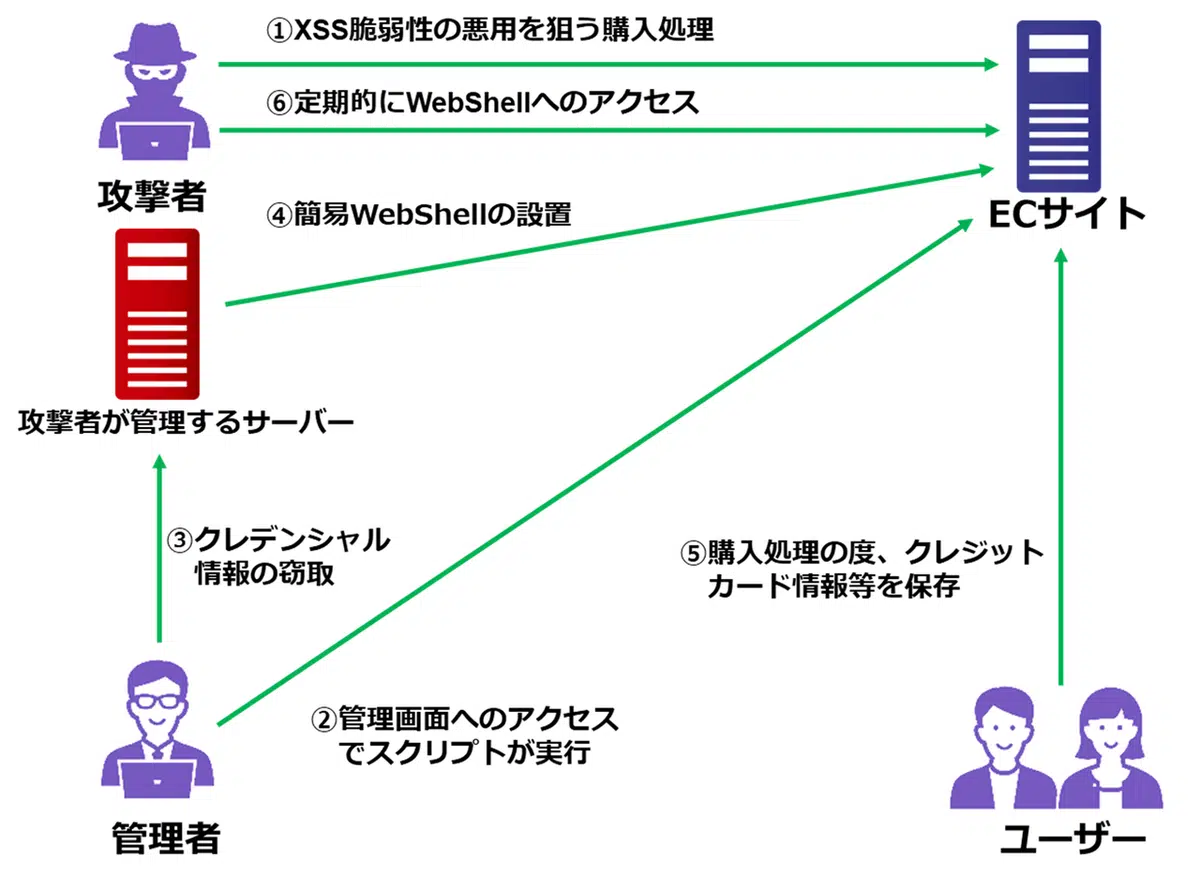 ①XSS脆弱性の悪用を狙う購入処理
⑥定期的にWebShellへのアクセス
攻撃者
④簡易WebShellの設置
ECサイト
攻撃者が管理するサーバー
③クレデンシャル
情報の窃取
⑤購入処理の度、クレジット
カード情報等を保存
②管理画面へのアクセス
でスクリプトが実行
管理者
ユーザー